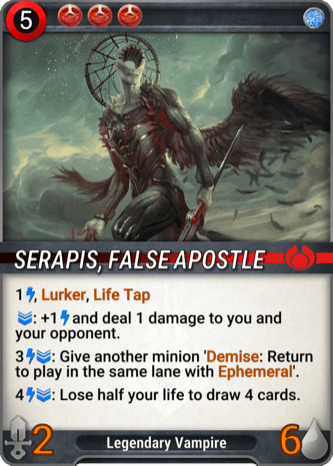 5
SERAPIS, FALSE APOSTLE
1, Lurker, Life Tap
: +1 and deal 1 damage to you and
your opponent.
3: Give another minion 'Demise: Return
to play in the same lane with Ephemeral'.
4: Lose half your life to draw 4 cards.
2
Legendary Vampire
6